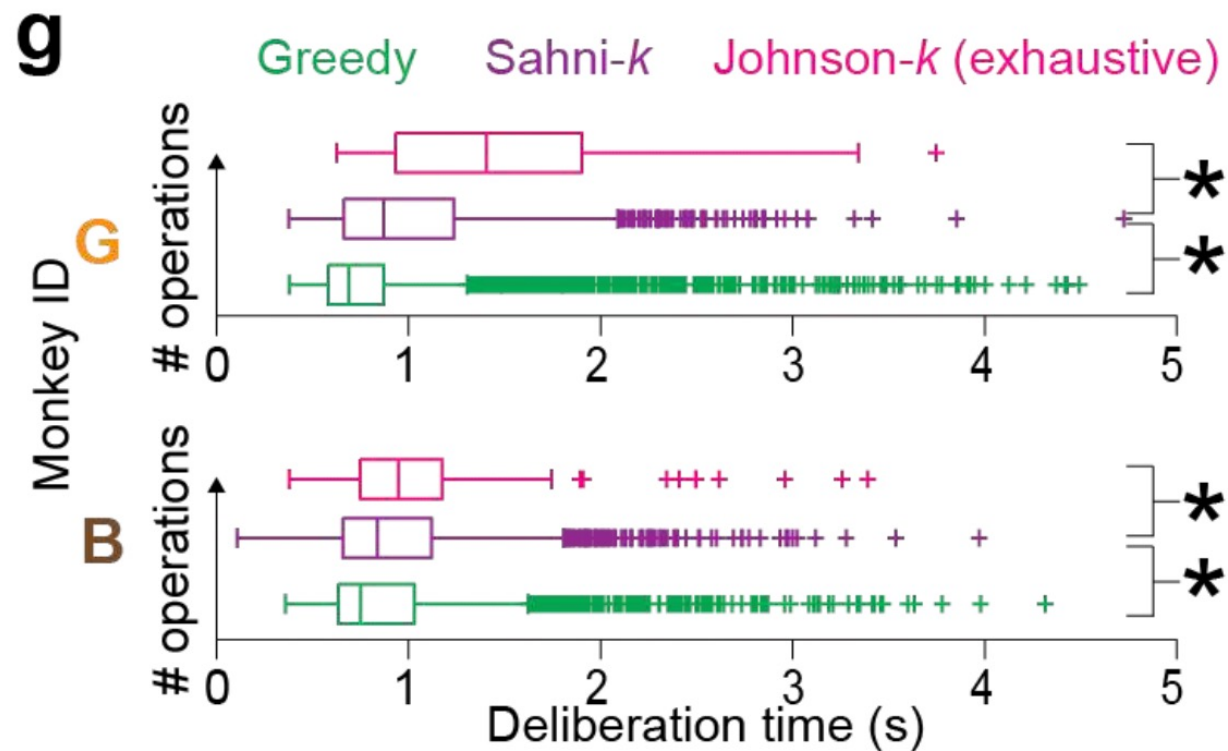 g
Greedy Sahni-k Johnson-k (exhaustive)
Monkey ID
G
# operations
*
*
0 1 2 3 4 5
B
# operations
*
*
0 1 2 3 4 5
Deliberation time (s)